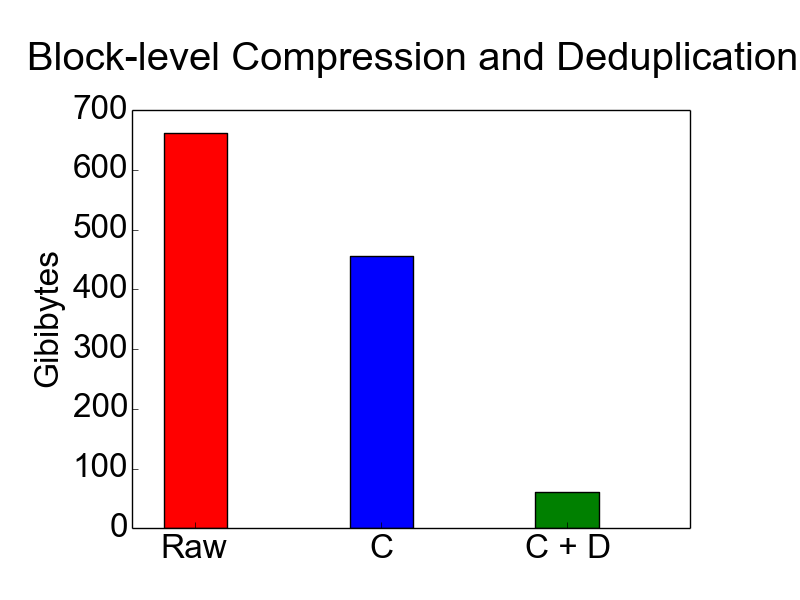 Block-level Compression and Deduplication
700
600
500
400
300
200
100
0
Gibibytes
Raw
C
C + D